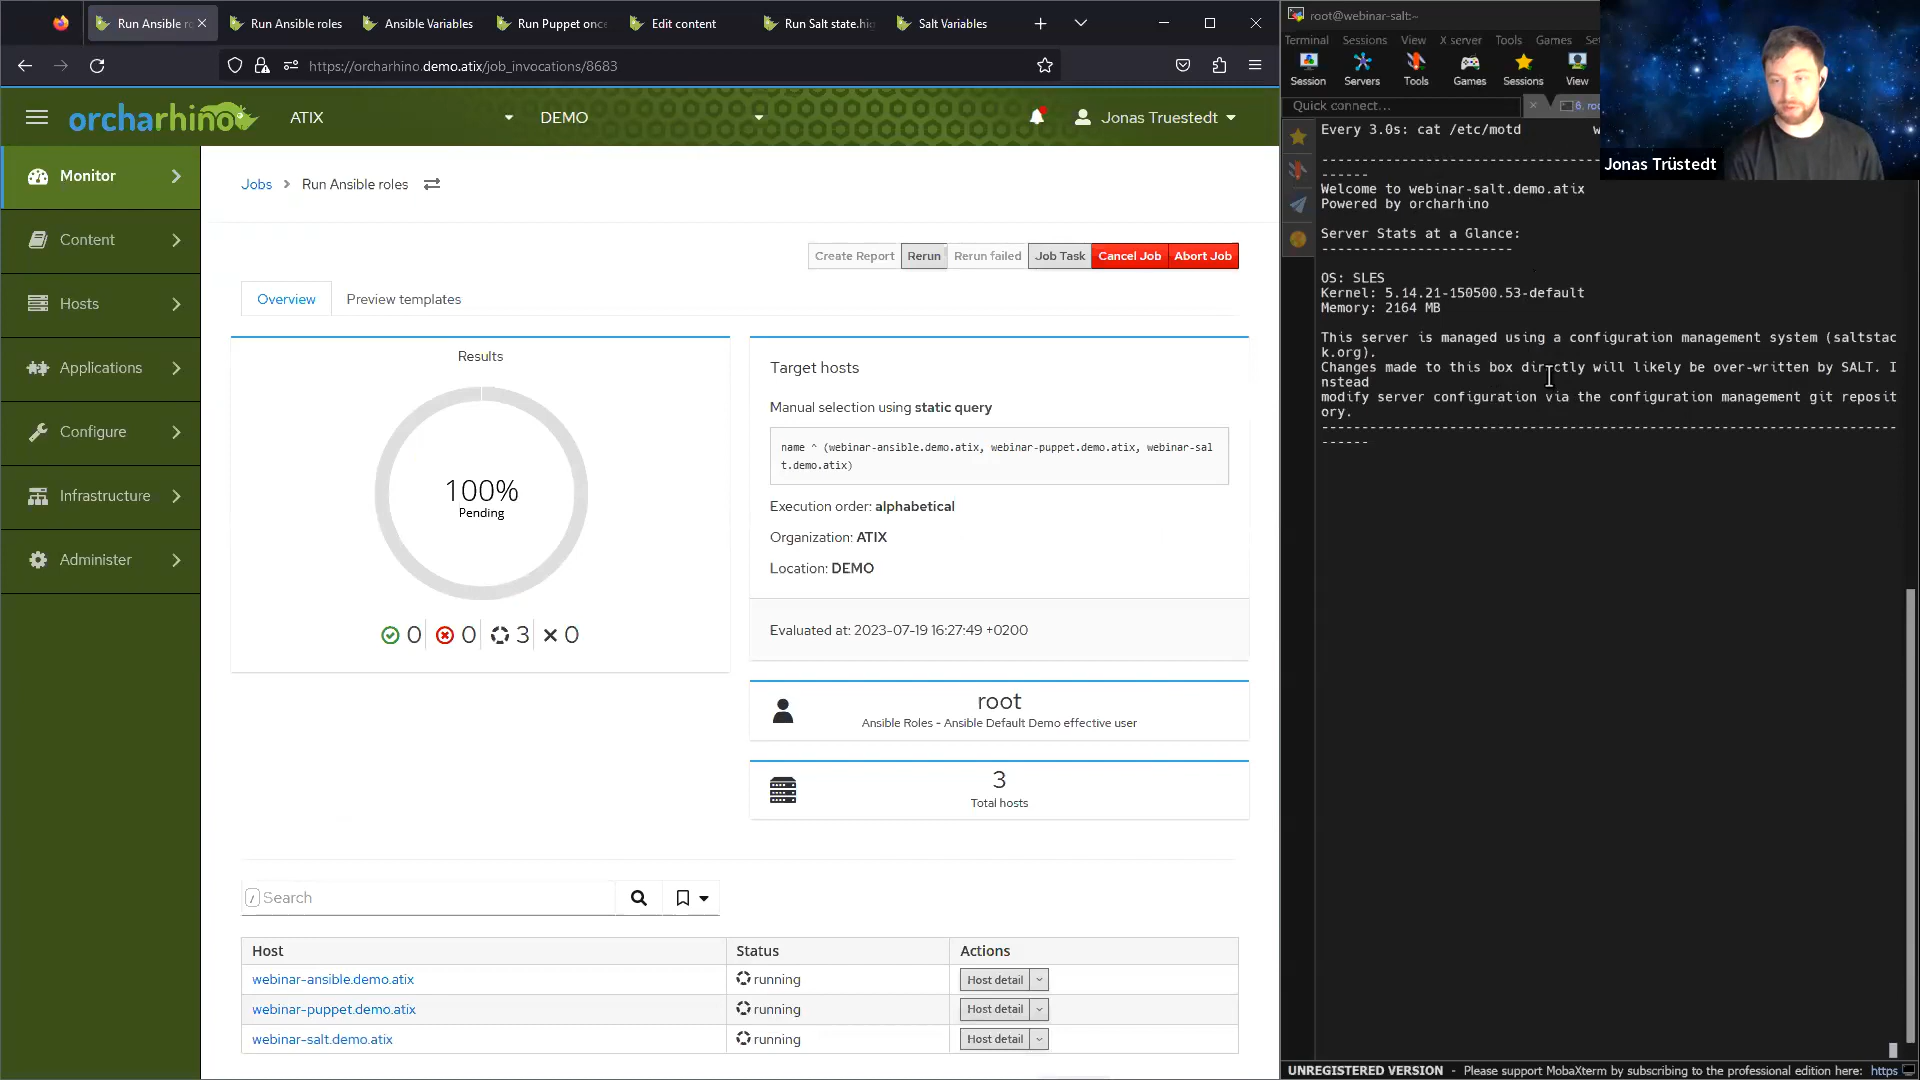 Run Ansible ro
Run Ansible roles
Ansible Variables
Run Puppet once
Edit content
Run Salt state.hig
Salt Variables
https://orcharhino.demo.atix/job_invocations/8683
orcharhino
ATIX
DEMO
Jonas Truestedt
Monitor
Content
Hosts
Applications
Configure
Infrastructure
Administer
Jobs
Run Ansible roles
Create Report
Rerun
Rerun failed
Job Task
Cancel Job
Abort Job
Overview
Preview templates
Results
100%
Pending
0
0
3
0
Target hosts
Manual selection using static query
name ^ (webinar-ansible.demo.atix, webinar-puppet.demo.atix, webinar-sal
t.demo.atix)
Execution order: alphabetical
Organization: ATIX
Location: DEMO
Evaluated at: 2023-07-19 16:27:49 +0200
root
Ansible Roles - Ansible Default Demo effective user
3
Total hosts
/ Search
Host Status Actions
webinar-ansible.demo.atix running Host detail
webinar-puppet.demo.atix running Host detail
webinar-salt.demo.atix running Host detail
root@webinar-salt:~
Terminal Sessions View X server Tools Games Set
Session Servers Tools Games Sessions View
Quick connect...
6. roo
Every 3.0s: cat /etc/motd w
------------------------------------
------
Welcome to webinar-salt.demo.atix
Powered by orcharhino
Server Stats at a Glance:
------------------------
OS: SLES
Kernel: 5.14.21-150500.53-default
Memory: 2164 MB
This server is managed using a configuration management system (saltstac
k.org).
Changes made to this box directly will likely be over-written by SALT. I
nstead
modify server configuration via the configuration management git reposit
ory.
------------------------------------------------------------------------
------
Jonas Trüstedt
UNREGISTERED VERSION - Please support MobaXterm by subscribing to the professional edition here: https